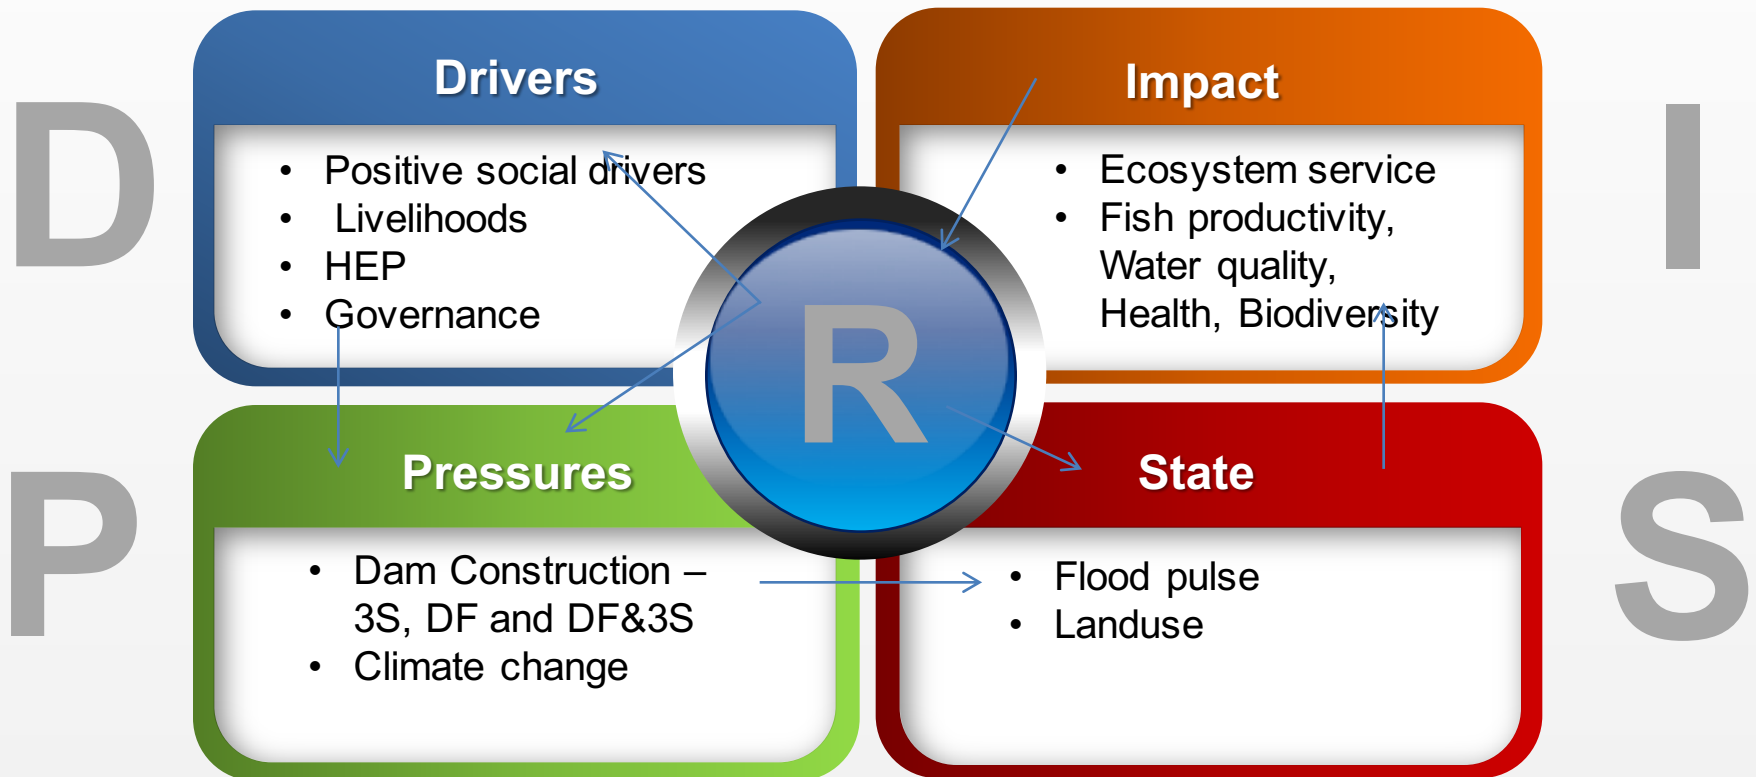 D
Drivers
• Positive social drivers
• Livelihoods
• HEP
• Governance
I
Impact
• Ecosystem service
• Fish productivity,
Water quality,
Health, Biodiversity
R
P
Pressures
• Dam Construction –
3S, DF and DF&3S
• Climate change
S
State
• Flood pulse
• Landuse